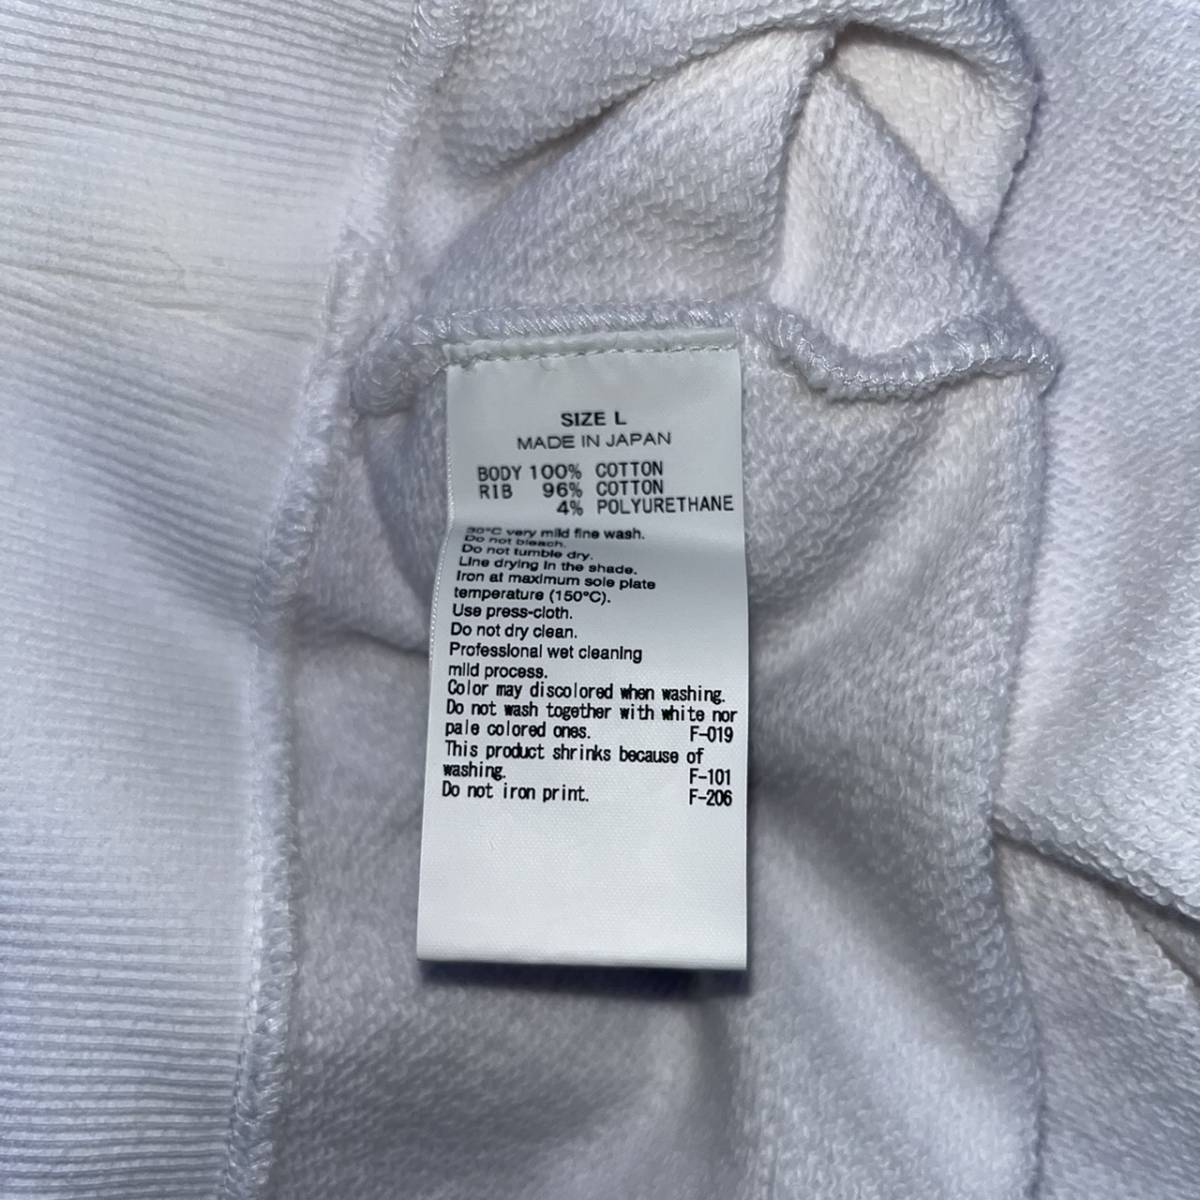 SIZE L
MADE IN JAPAN
BODY 100% COTTON
RIB 96% COTTON
4% POLYURETHANE
30°C very mild fine wash.
Do not bleach.
Do not tumble dry.
Line drying in the shade.
Iron at maximum sole plate
temperature (150°C).
Use press-cloth.
Do not dry clean.
Professional wet cleaning
mild process.
Color may discolored when washing.
Do not wash together with white nor
pale colored ones. F-019
This product shrinks because of
washing. F-101
Do not iron print. F-206